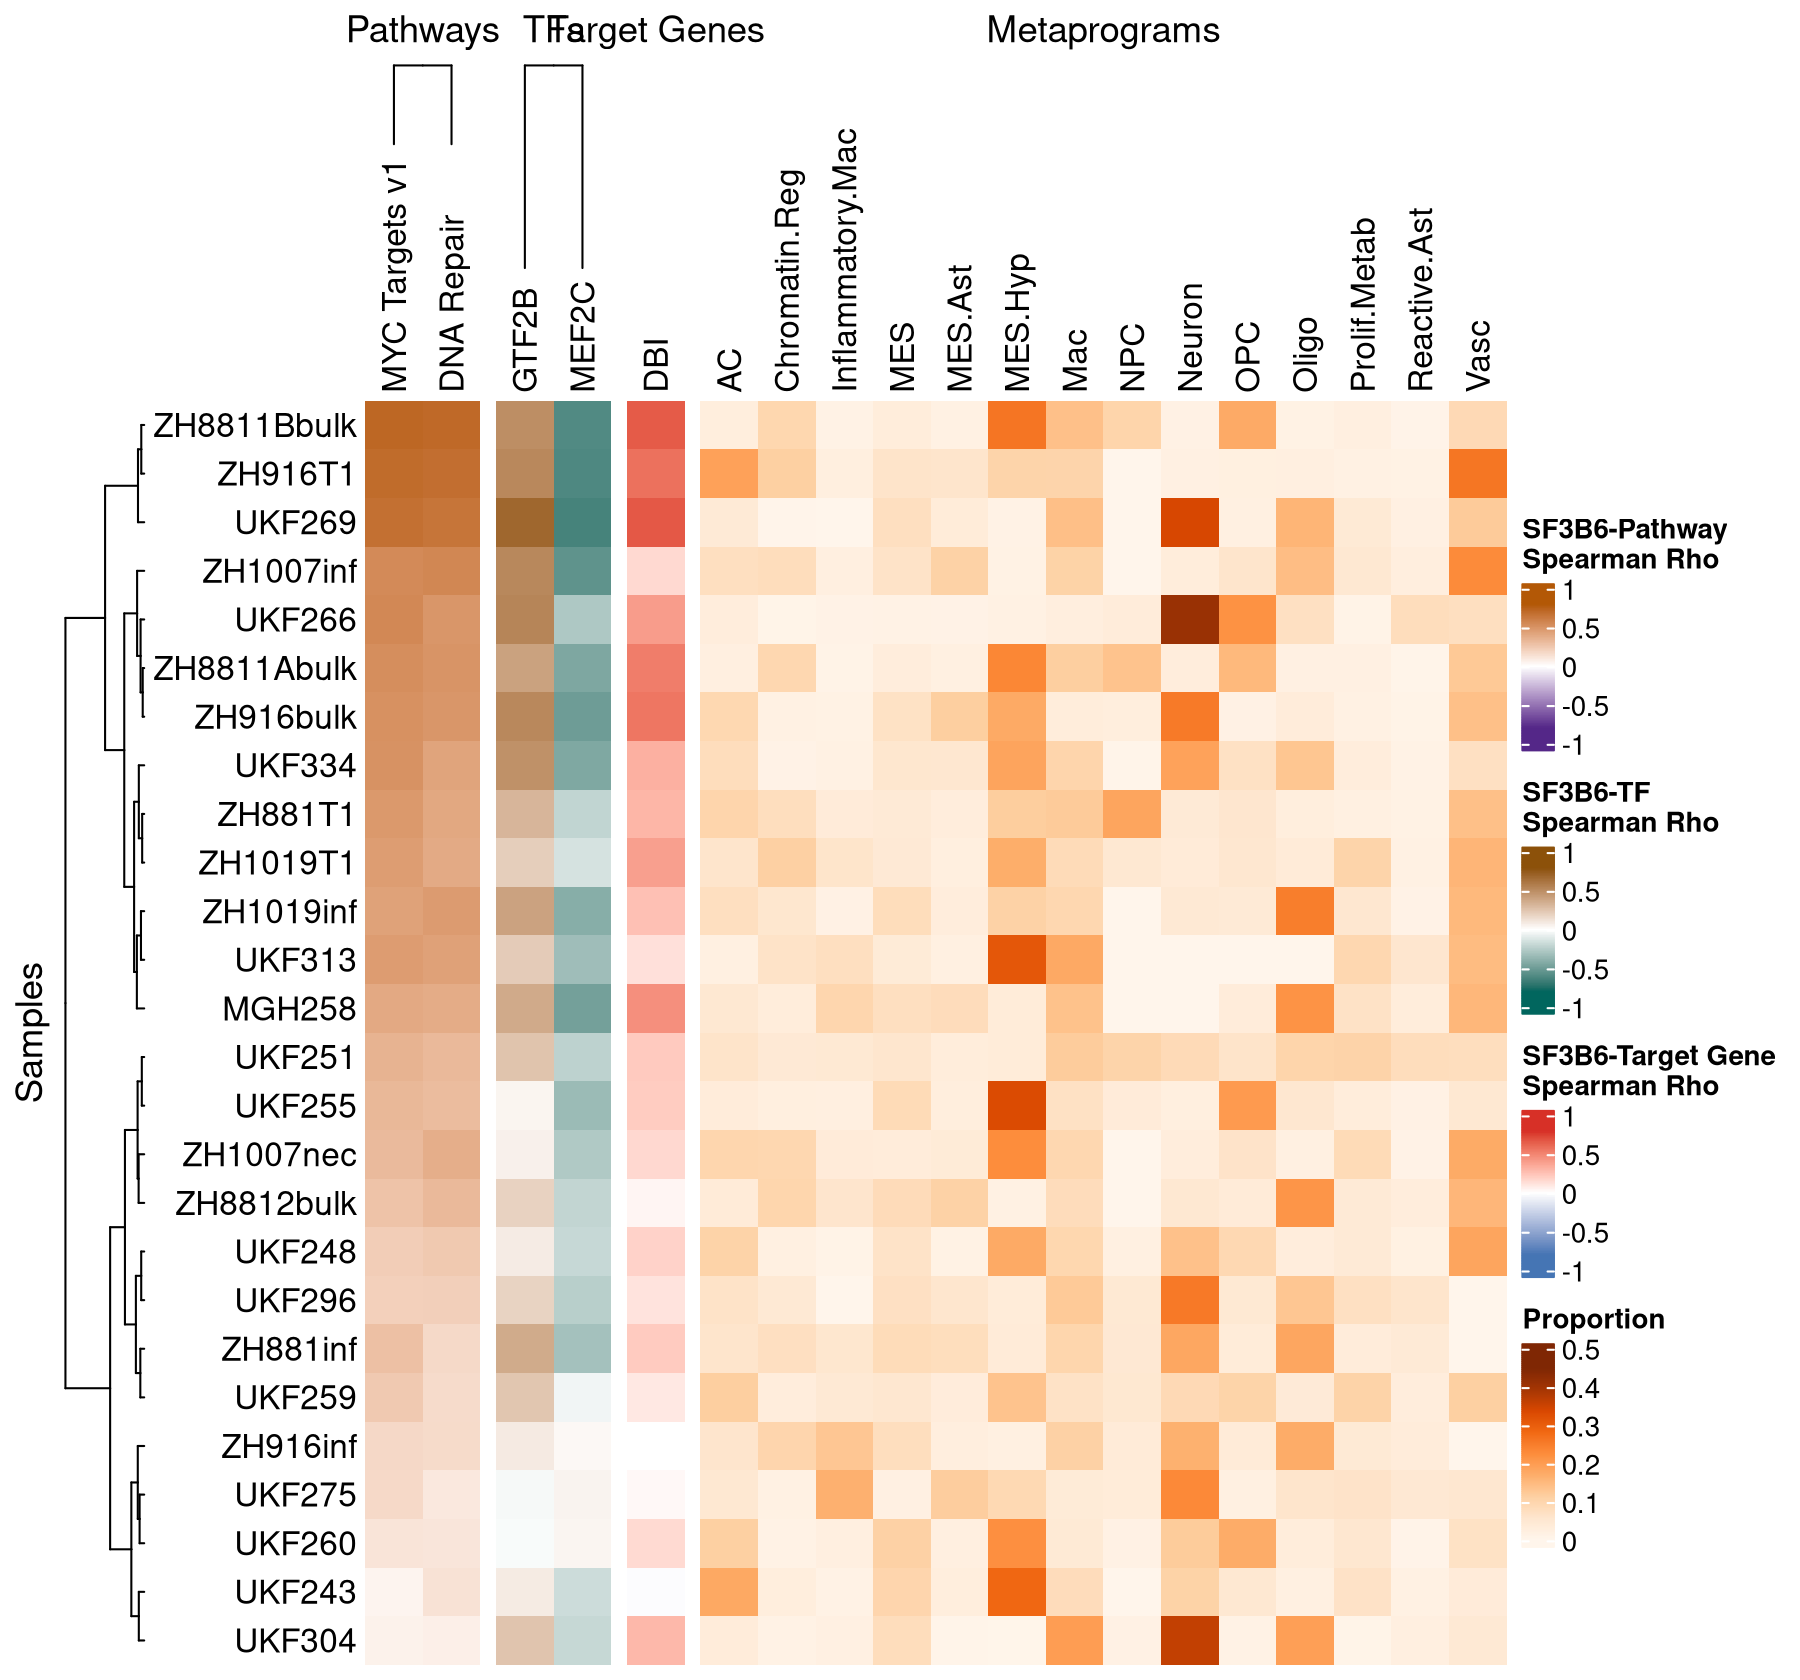 Pathways TFs Target Genes Metaprograms
MYC Targets v1
DNA Repair
GTF2B
MEF2C
DBI
AC
Chromatin.Reg
Inflammatory.Mac
MES
MES.Ast
MES.Hyp
Mac
NPC
Neuron
OPC
Oligo
Prolif.Metab
Reactive.Ast
Vasc
Samples
ZH8811Bbulk
ZH916T1
UKF269
ZH1007inf
UKF266
ZH8811Abulk
ZH916bulk
UKF334
ZH881T1
ZH1019T1
ZH1019inf
UKF313
MGH258
UKF251
UKF255
ZH1007nec
ZH8812bulk
UKF248
UKF296
ZH881inf
UKF259
ZH916inf
UKF275
UKF260
UKF243
UKF304
SF3B6-Pathway
Spearman Rho
1
0.5
0
-0.5
-1
SF3B6-TF
Spearman Rho
1
0.5
0
-0.5
-1
SF3B6-Target Gene
Spearman Rho
1
0.5
0
-0.5
-1
Proportion
0.5
0.4
0.3
0.2
0.1
0